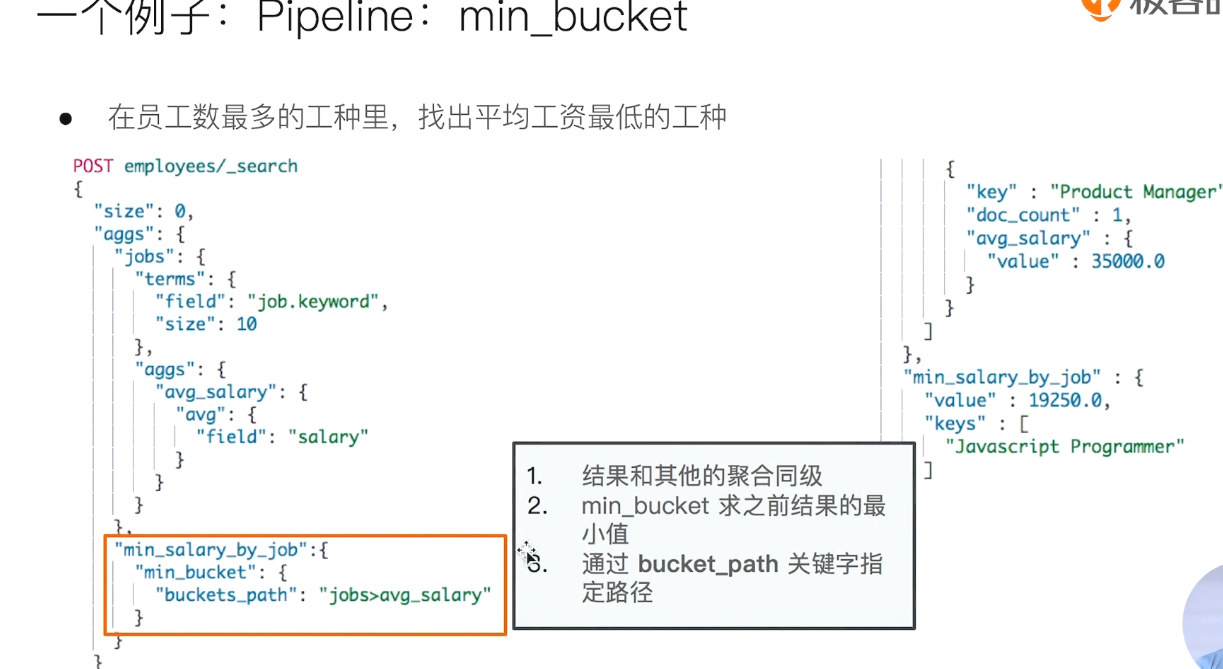 一个例子：Pipeline：min_bucket
● 在员工数最多的工种里，找出平均工资最低的工种
POST employees/_search
{
"size": 0,
"aggs": {
"jobs": {
"terms": {
"field": "job.keyword",
"size": 10
},
"aggs": {
"avg_salary": {
"avg": {
"field": "salary"
}
}
}
},
"min_salary_by_job":{
"min_bucket": {
"buckets_path": "jobs>avg_salary"
}
}
}
{
"key" : "Product Manager"
"doc_count" : 1,
"avg_salary" : {
"value" : 35000.0
}
}
]
},
"min_salary_by_job" : {
"value" : 19250.0,
"keys" : [
"Javascript Programmer"
]
1. 结果和其他的聚合同级
2. min_bucket 求之前结果的最
小值
3. 通过 bucket_path 关键字指
定路径